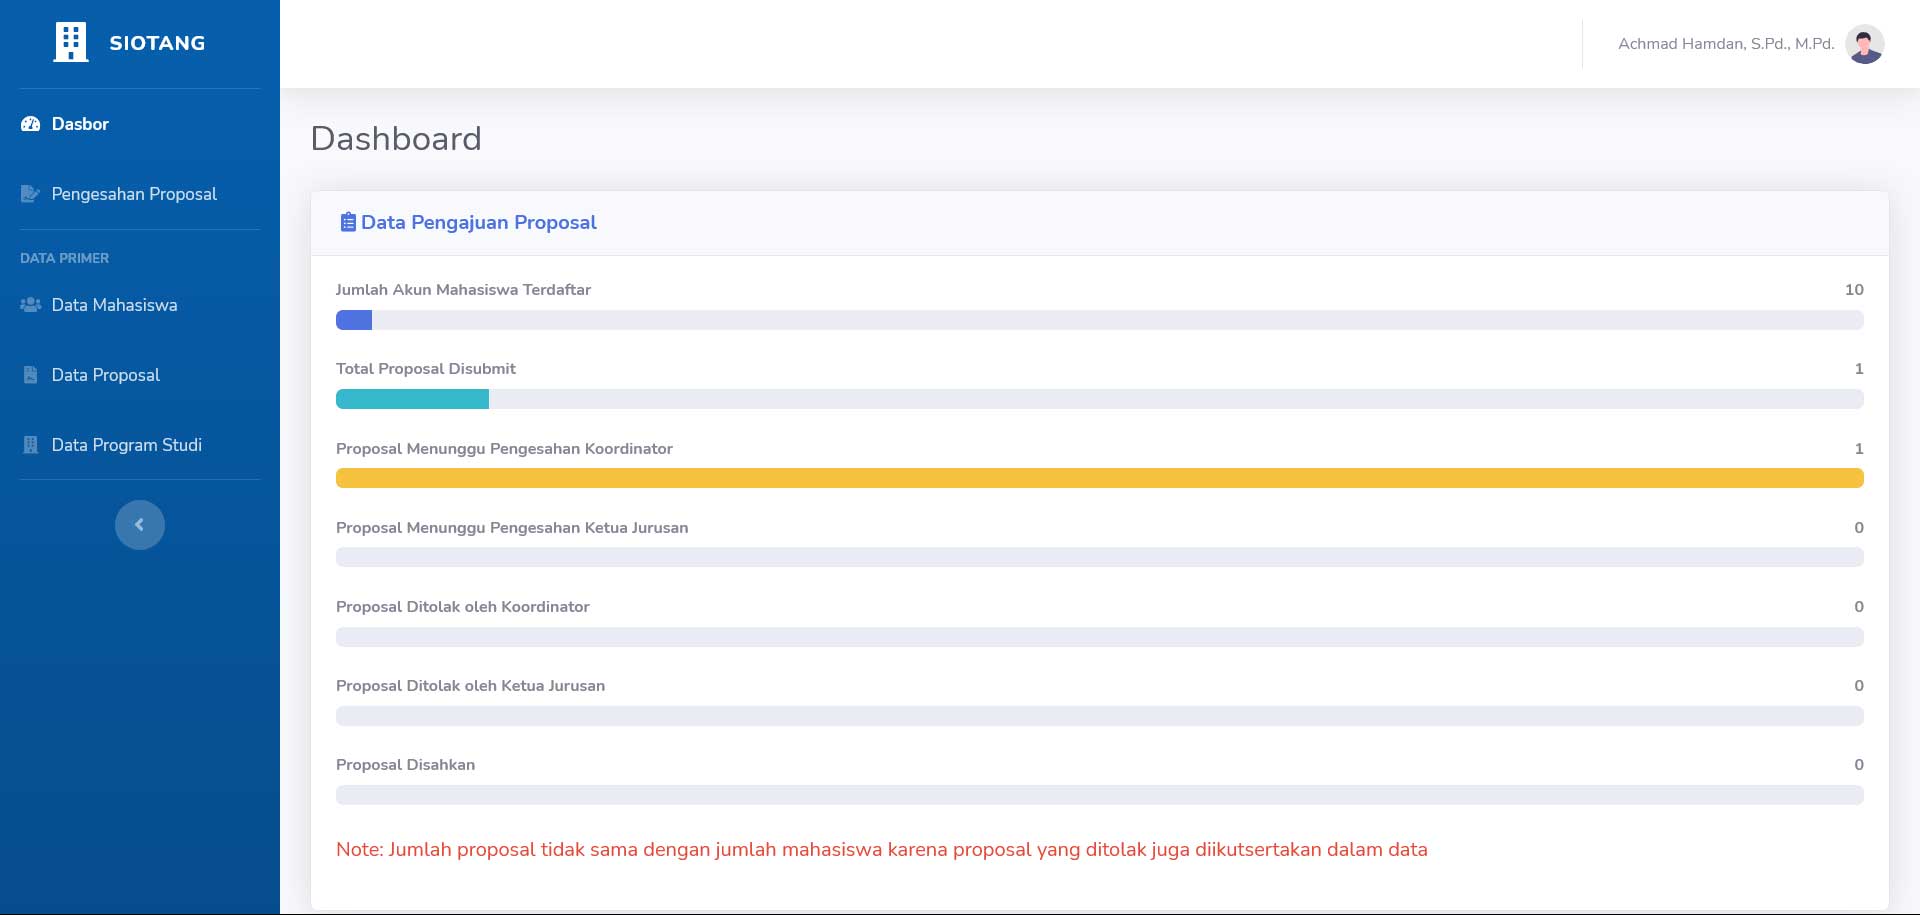 SIOTANG
Achmad Hamdan, S.Pd., M.Pd.
Dasbor
Pengesahan Proposal
DATA PRIMER
Data Mahasiswa
Data Proposal
Data Program Studi
Dashboard
Data Pengajuan Proposal
Jumlah Akun Mahasiswa Terdaftar 10
Total Proposal Disubmit 1
Proposal Menunggu Pengesahan Koordinator 1
Proposal Menunggu Pengesahan Ketua Jurusan 0
Proposal Ditolak oleh Koordinator 0
Proposal Ditolak oleh Ketua Jurusan 0
Proposal Disahkan 0
Note: Jumlah proposal tidak sama dengan jumlah mahasiswa karena proposal yang ditolak juga diikutsertakan dalam data